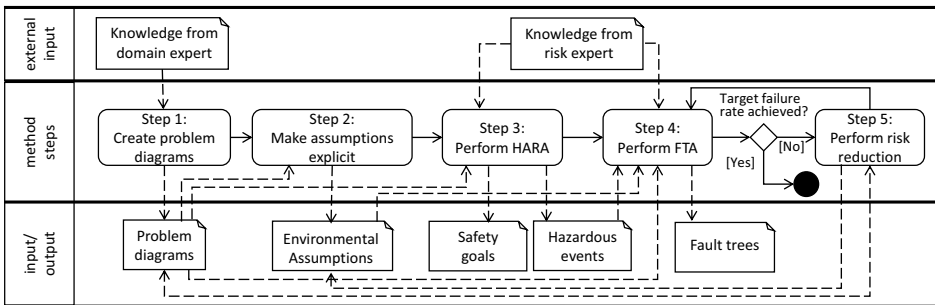 external
input
Knowledge from
domain expert
Knowledge from
risk expert
method
steps
Step 1:
Create problem
diagrams
Step 2:
Make assumptions
explicit
Step 3:
Perform HARA
Step 4:
Perform FTA
Target failure
rate achieved?
[Yes]
[No]
Step 5:
Perform risk
reduction
input/
output
Problem
diagrams
Environmental
Assumptions
Safety
goals
Hazardous
events
Fault trees